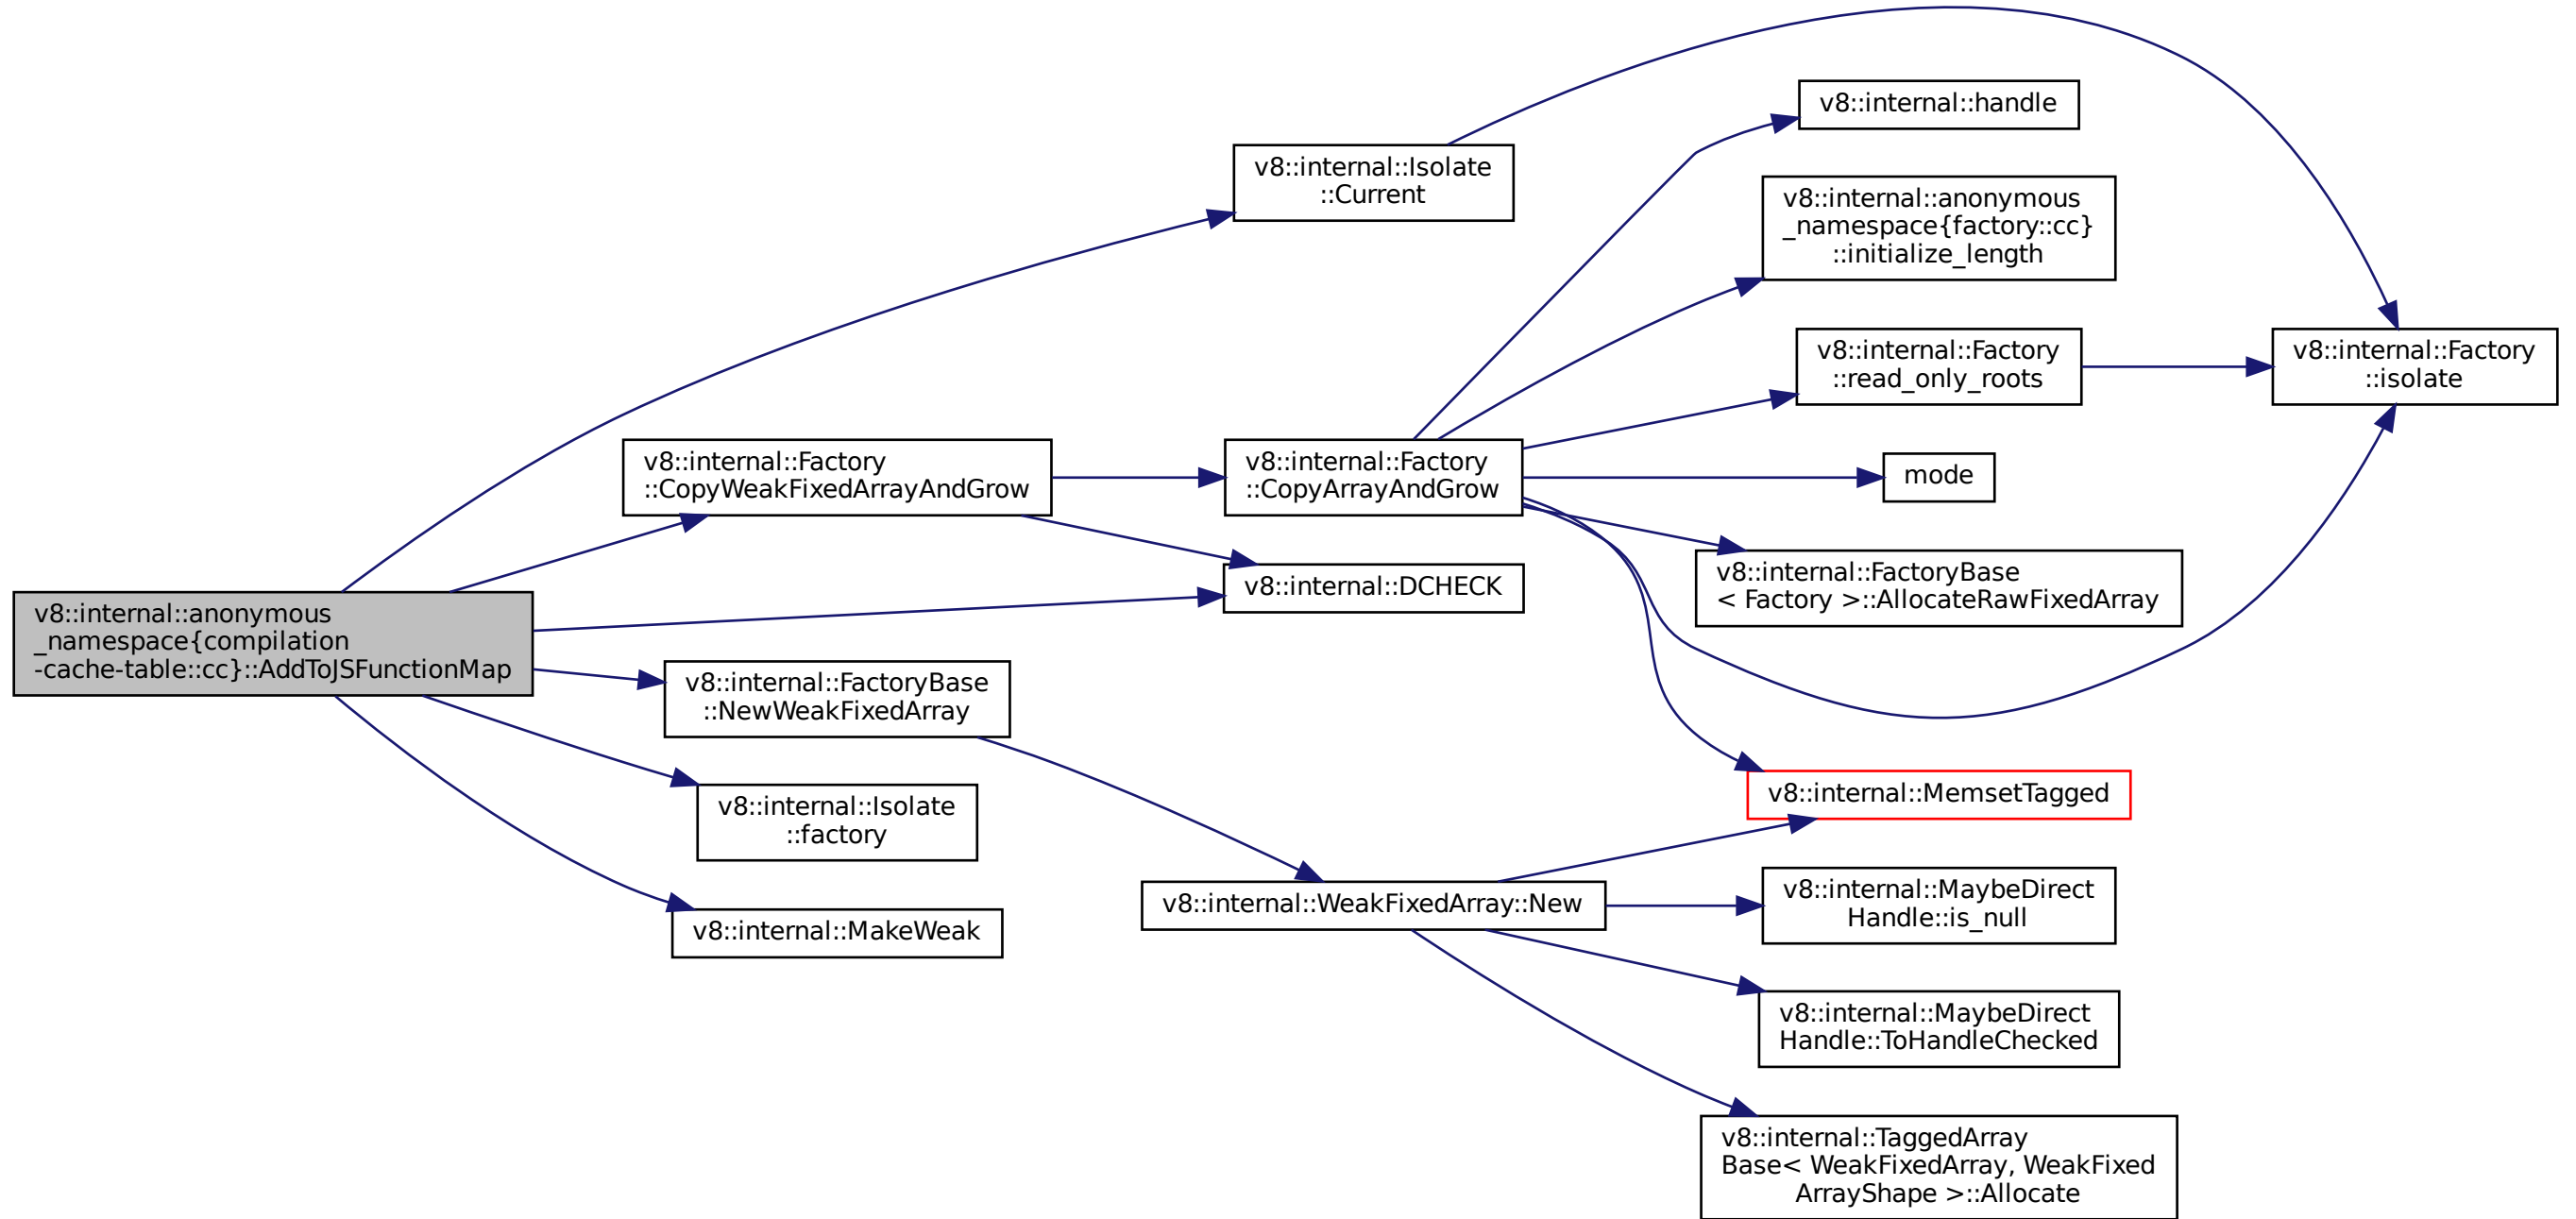 v8::internal::anonymous
_namespace{compilation
-cache-table::cc}::AddToJSFunctionMap
v8::internal::Isolate
::Current
v8::internal::Factory
::CopyWeakFixedArrayAndGrow
v8::internal::Factory
::CopyArrayAndGrow
v8::internal::DCHECK
v8::internal::FactoryBase
::NewWeakFixedArray
v8::internal::Isolate
::factory
v8::internal::MakeWeak
v8::internal::WeakFixedArray::New
v8::internal::handle
v8::internal::anonymous
_namespace{factory::cc}
::initialize_length
v8::internal::Factory
::read_only_roots
v8::internal::Factory
::isolate
mode
v8::internal::FactoryBase
< Factory >::AllocateRawFixedArray
v8::internal::MemsetTagged
v8::internal::MaybeDirect
Handle::is_null
v8::internal::MaybeDirect
Handle::ToHandleChecked
v8::internal::TaggedArray
Base< WeakFixedArray, WeakFixed
ArrayShape >::Allocate